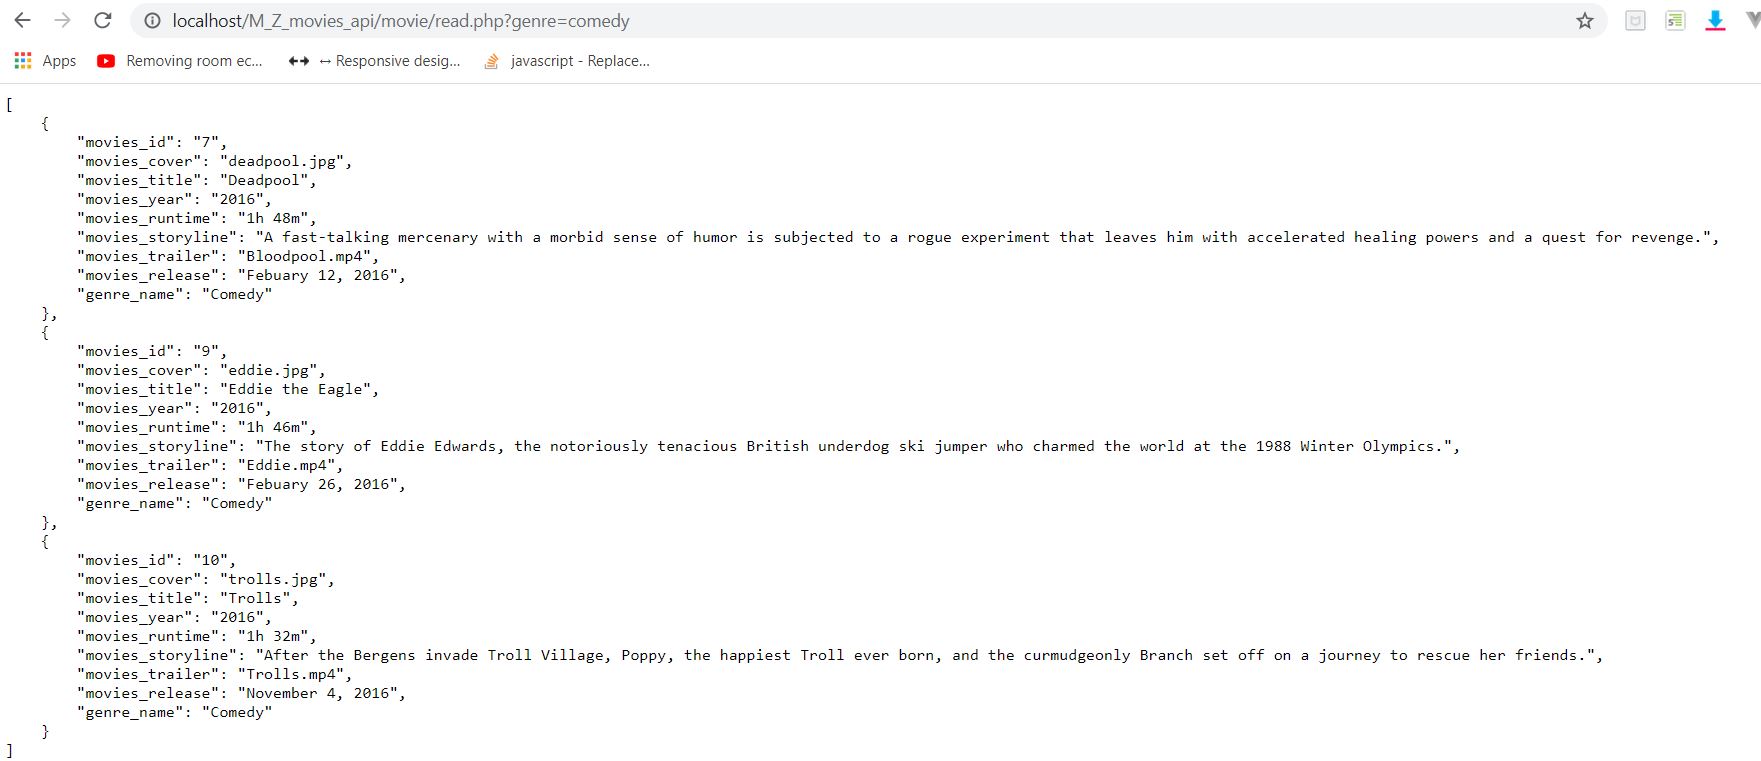 localhost/M_Z_movies_api/movie/read.php?genre=comedy
Apps Removing room ec... ↔ Responsive desig... javascript - Replace...
[
    {
        "movies_id": "7",
        "movies_cover": "deadpool.jpg",
        "movies_title": "Deadpool",
        "movies_year": "2016",
        "movies_runtime": "1h 48m",
        "movies_storyline": "A fast-talking mercenary with a morbid sense of humor is subjected to a rogue experiment that leaves him with accelerated healing powers and a quest for revenge.",
        "movies_trailer": "Bloodpool.mp4",
        "movies_release": "Febuary 12, 2016",
        "genre_name": "Comedy"
    },
    {
        "movies_id": "9",
        "movies_cover": "eddie.jpg",
        "movies_title": "Eddie the Eagle",
        "movies_year": "2016",
        "movies_runtime": "1h 46m",
        "movies_storyline": "The story of Eddie Edwards, the notoriously tenacious British underdog ski jumper who charmed the world at the 1988 Winter Olympics.",
        "movies_trailer": "Eddie.mp4",
        "movies_release": "Febuary 26, 2016",
        "genre_name": "Comedy"
    },
    {
        "movies_id": "10",
        "movies_cover": "trolls.jpg",
        "movies_title": "Trolls",
        "movies_year": "2016",
        "movies_runtime": "1h 32m",
        "movies_storyline": "After the Bergens invade Troll Village, Poppy, the happiest Troll ever born, and the curmudgeonly Branch set off on a journey to rescue her friends.",
        "movies_trailer": "Trolls.mp4",
        "movies_release": "November 4, 2016",
        "genre_name": "Comedy"
    }
]